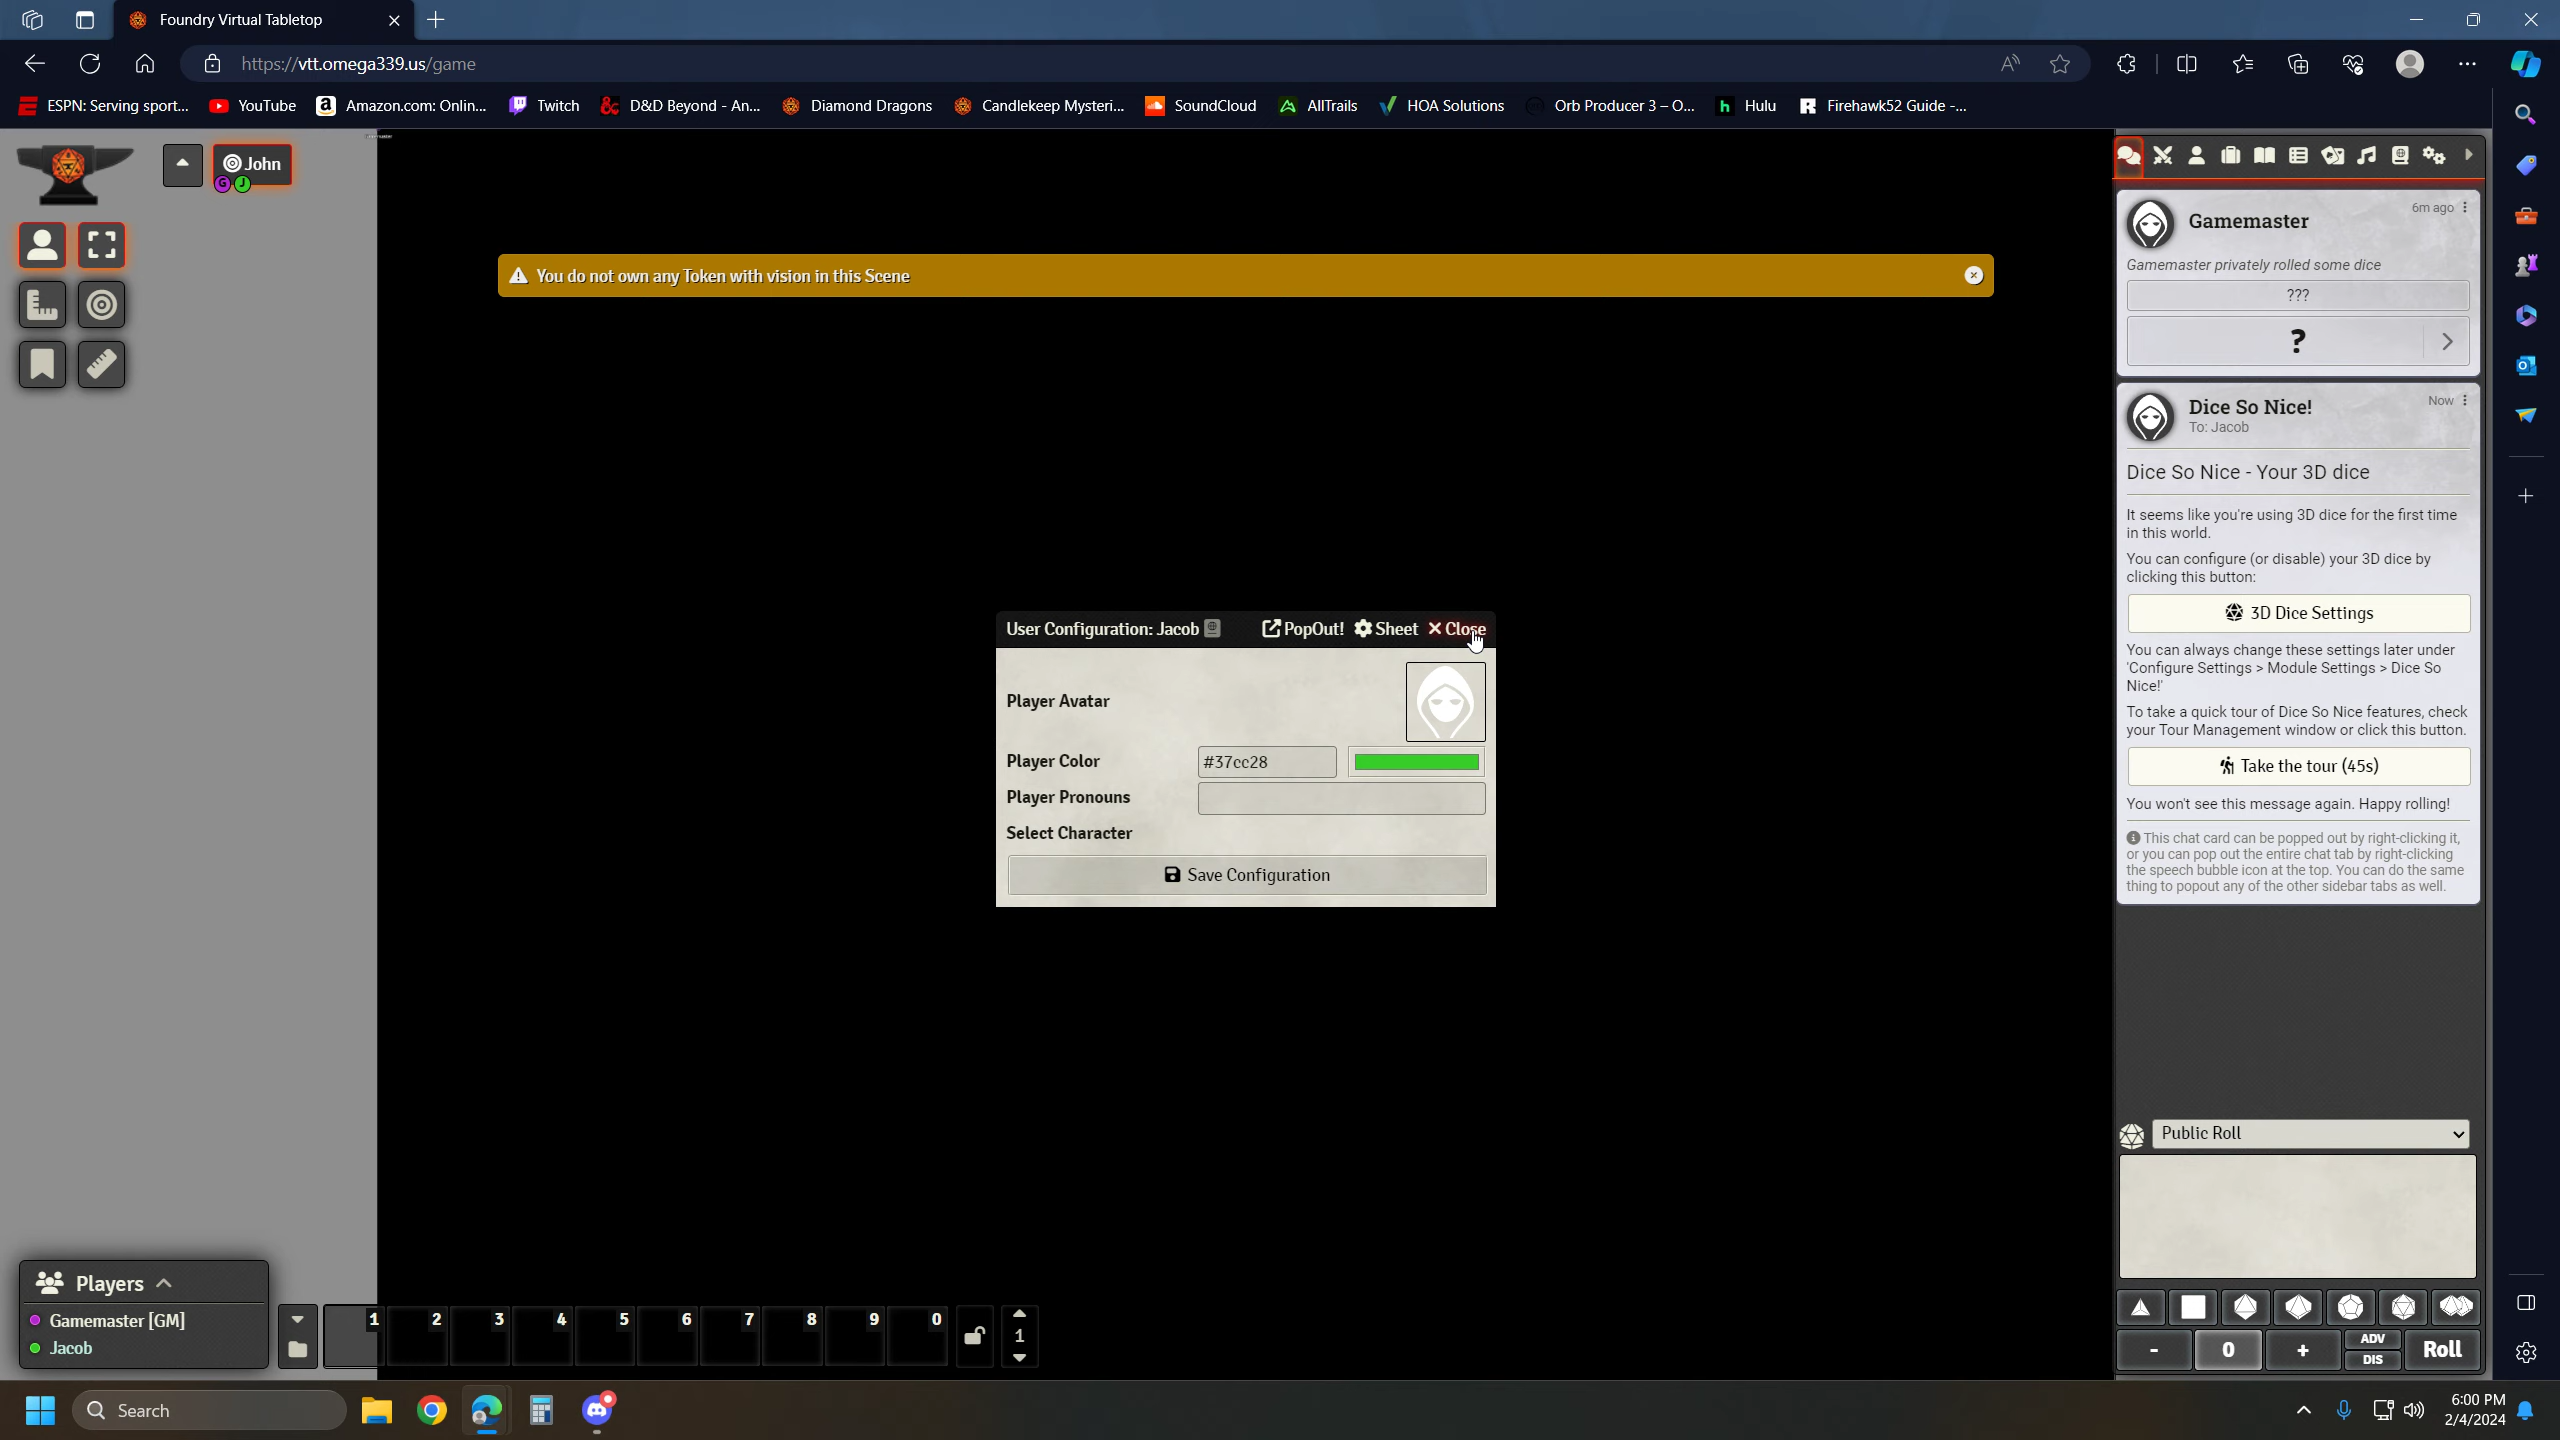 Foundry Virtual Tabletop
https://vtt.omega339.us/game
ESPN: Serving sport...
YouTube
Amazon.com: Onlin...
Twitch
D&D Beyond - An...
Diamond Dragons
Candlekeep Mysteri...
SoundCloud
AllTrails
HOA Solutions
Orb Producer 3 – O...
Hulu
Firehawk52 Guide -...
John
G J
You do not own any Token with vision in this Scene
User Configuration: Jacob
PopOut!
Sheet
Close
Player Avatar
Player Color
#37cc28
Player Pronouns
Select Character
Save Configuration
Gamemaster
6m ago
Gamemaster privately rolled some dice
???
?
Dice So Nice!
Now
To: Jacob
Dice So Nice - Your 3D dice
It seems like you're using 3D dice for the first time
in this world.
You can configure (or disable) your 3D dice by
clicking this button:
3D Dice Settings
You can always change these settings later under
'Configure Settings > Module Settings > Dice So
Nice!'
To take a quick tour of Dice So Nice features, check
your Tour Management window or click this button.
Take the tour (45s)
You won't see this message again. Happy rolling!
This chat card can be popped out by right-clicking it,
or you can pop out the entire chat tab by right-clicking
the speech bubble icon at the top. You can do the same
thing to popout any of the other sidebar tabs as well.
Public Roll
- 0 + ADV DIS Roll
Players
Gamemaster [GM]
Jacob
1 2 3 4 5 6 7 8 9 0
1
Search
6:00 PM
2/4/2024